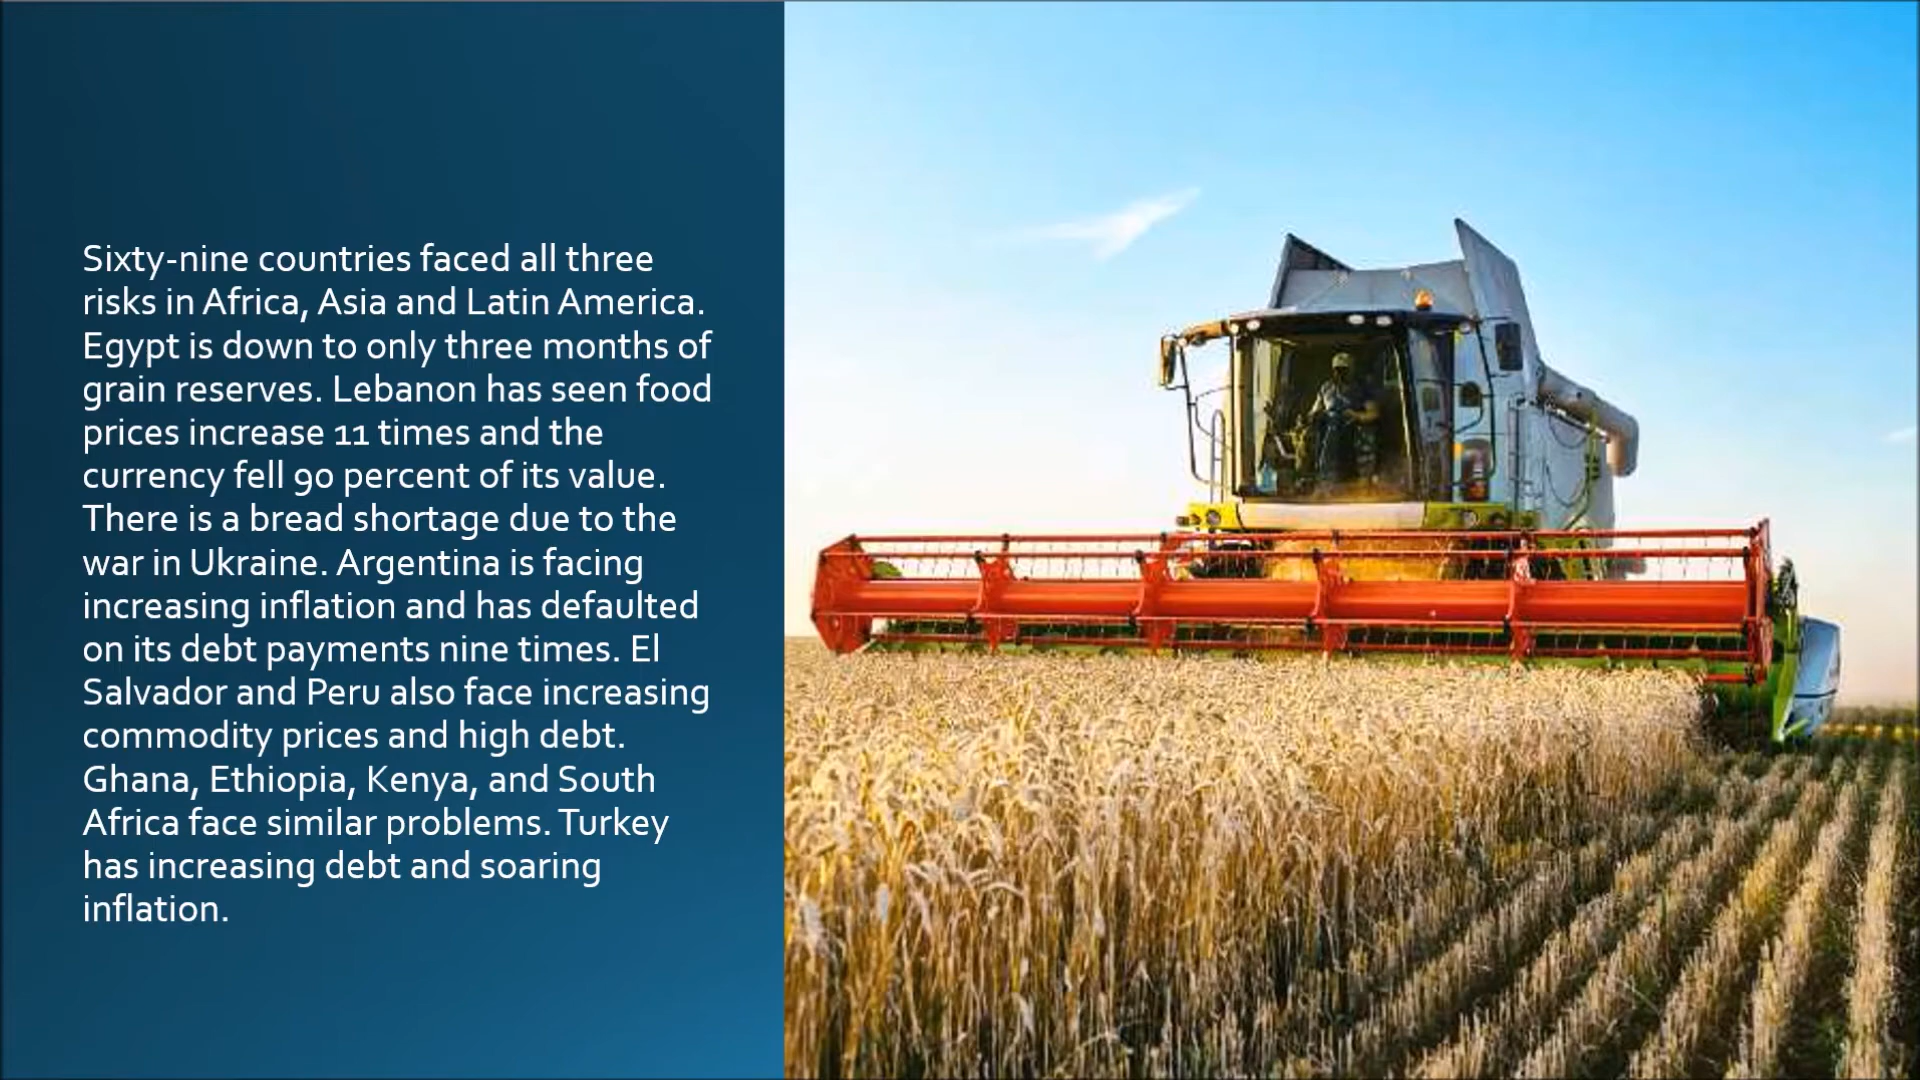 Sixty-nine countries faced all three
risks in Africa, Asia and Latin America.
Egypt is down to only three months of
grain reserves. Lebanon has seen food
prices increase 11 times and the
currency fell 90 percent of its value.
There is a bread shortage due to the
war in Ukraine. Argentina is facing
increasing inflation and has defaulted
on its debt payments nine times. El
Salvador and Peru also face increasing
commodity prices and high debt.
Ghana, Ethiopia, Kenya, and South
Africa face similar problems. Turkey
has increasing debt and soaring
inflation.